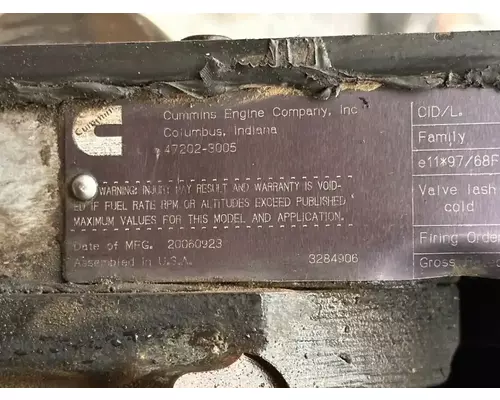 Cummins Engine Company, Inc
Columbus, Indiana
47202-3005
Cummins
WARNING: INJURY MAY RESULT AND WARRANTY IS VOID-
ED IF FUEL RATE RPM OR ALTITUDES EXCEED PUBLISHED
MAXIMUM VALUES FOR THIS MODEL AND APPLICATION.
Date of MFG. 20060923
Assembled in U.S.A.
3284906
CID/L.
Family
e11*97/68F
Valve lash
cold
Firing Order
Gross